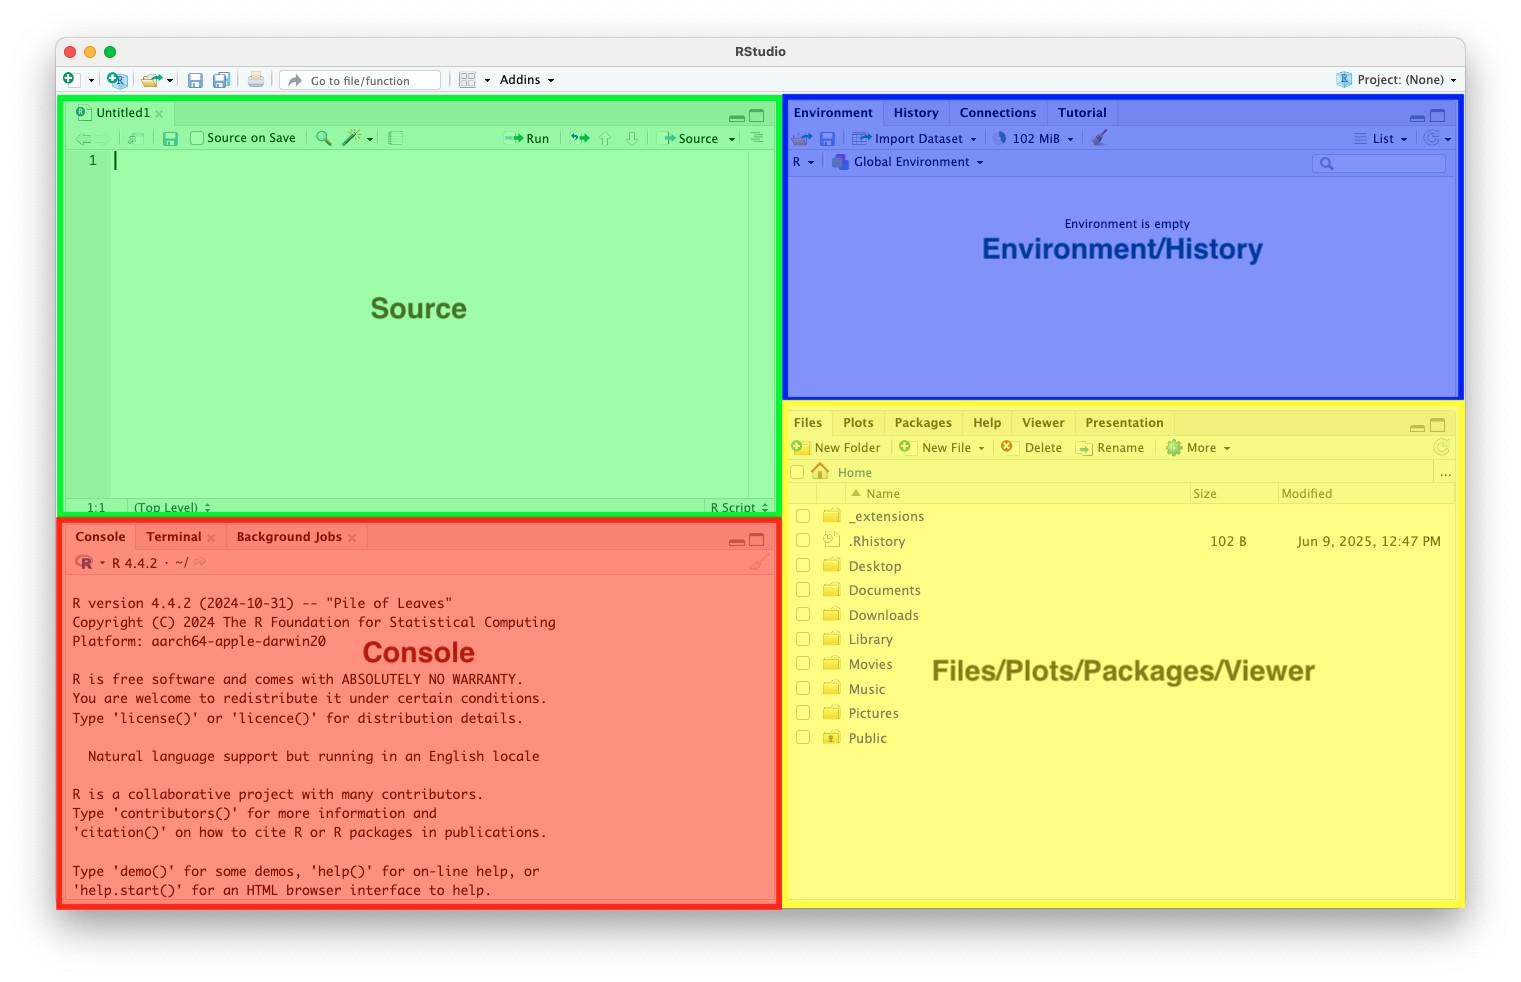 RStudio
Go to file/function Addins Project: (None)
Untitled1
Source on Save Run Source
1
Source
1:1 (Top Level) R Script
Environment History Connections Tutorial
Import Dataset 102 MiB List
R Global Environment
Environment is empty
Environment/History
Console Terminal Background Jobs
R R 4.4.2 · ~/
R version 4.4.2 (2024-10-31) -- "Pile of Leaves"
Copyright (C) 2024 The R Foundation for Statistical Computing
Platform: aarch64-apple-darwin20
Console
R is free software and comes with ABSOLUTELY NO WARRANTY.
You are welcome to redistribute it under certain conditions.
Type 'license()' or 'licence()' for distribution details.
Natural language support but running in an English locale
R is a collaborative project with many contributors.
Type 'contributors()' for more information and
'citation()' on how to cite R or R packages in publications.
Type 'demo()' for some demos, 'help()' for on-line help, or
'help.start()' for an HTML browser interface to help.
Files Plots Packages Help Viewer Presentation
New Folder New File Delete Rename More
Home ...
Name Size Modified
_extensions
.Rhistory 102 B Jun 9, 2025, 12:47 PM
Desktop
Documents
Downloads
Library
Movies
Music
Pictures
Public
Files/Plots/Packages/Viewer